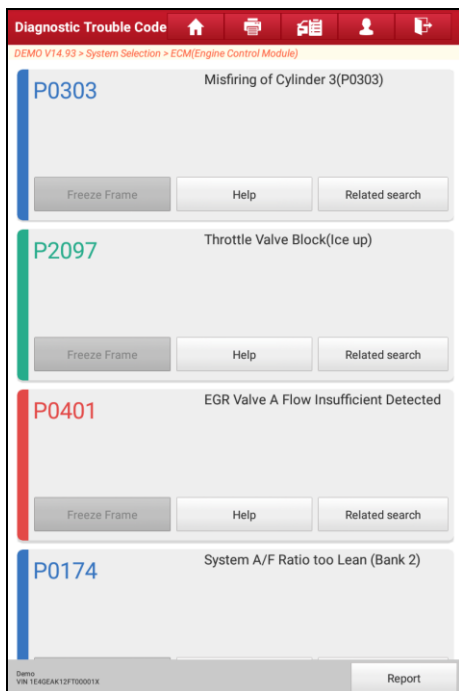 Diagnostic Trouble Code
DEMO V14.93 > System Selection > ECM(Engine Control Module)
P0303
Misfiring of Cylinder 3(P0303)
Freeze Frame Help Related search
P2097
Throttle Valve Block(Ice up)
Freeze Frame Help Related search
P0401
EGR Valve A Flow Insufficient Detected
Freeze Frame Help Related search
P0174
System A/F Ratio too Lean (Bank 2)
Demo
VIN 1E4GEAK12FT00001X
Report